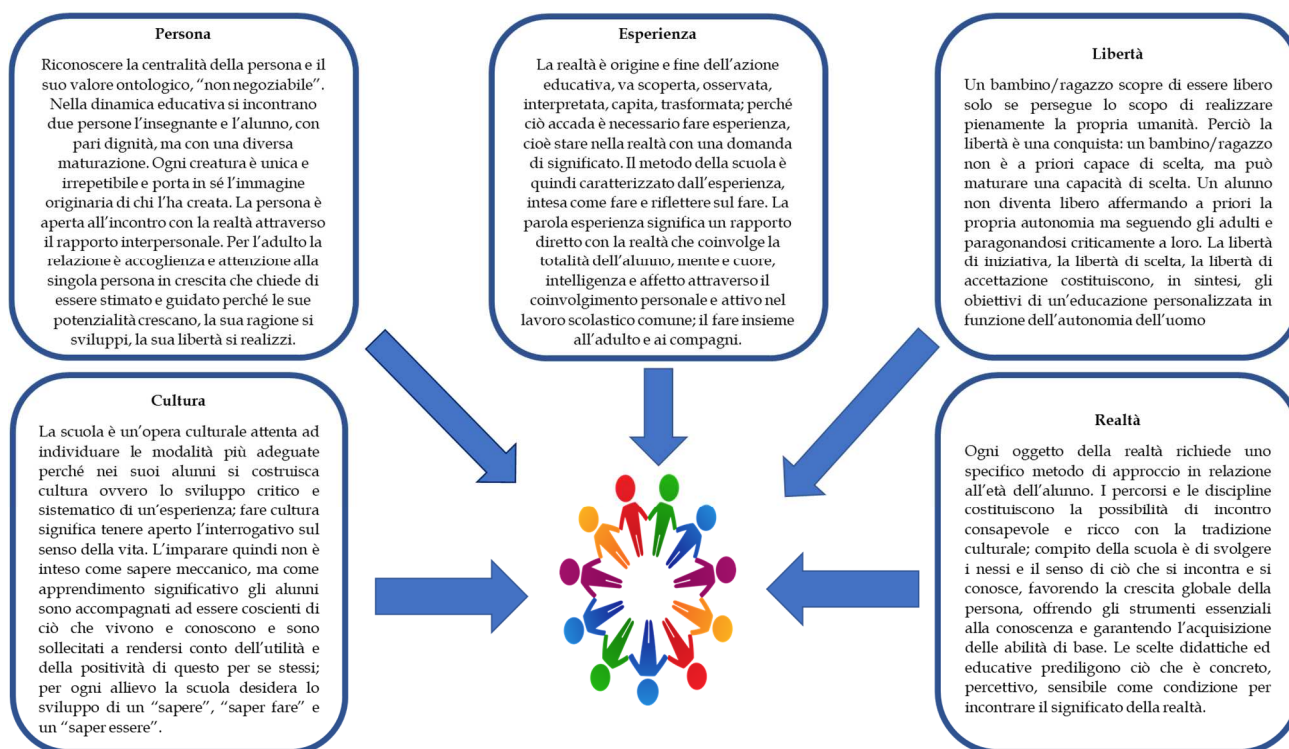 Persona
Riconoscere la centralità della persona e il
suo valore ontologico, “non negoziabile”.
Nella dinamica educativa si incontrano
due persone l’insegnante e l’alunno, con
pari dignità, ma con una diversa
maturazione. Ogni creatura è unica e
irrepetibile e porta in sé l’immagine
originaria di chi l’ha creata. La persona è
aperta all’incontro con la realtà attraverso
il rapporto interpersonale. Per l’adulto la
relazione è accoglienza e attenzione alla
singola persona in crescita che chiede di
essere stimato e guidato perché le sue
potenzialità crescano, la sua ragione si
sviluppi, la sua libertà si realizzi.
Esperienza
La realtà è origine e fine dell’azione
educativa, va scoperta, osservata,
interpretata, capita, trasformata; perché
ciò accada è necessario fare esperienza,
cioè stare nella realtà con una domanda
di significato. Il metodo della scuola è
quindi caratterizzato dall’esperienza,
intesa come fare e riflettere sul fare. La
parola esperienza significa un rapporto
diretto con la realtà che coinvolge la
totalità dell’alunno, mente e cuore,
intelligenza e affetto attraverso il
coinvolgimento personale e attivo nel
lavoro scolastico comune; il fare insieme
all’adulto e ai compagni.
Libertà
Un bambino/ragazzo scopre di essere libero
solo se persegue lo scopo di realizzare
pienamente la propria umanità. Perciò la
libertà è una conquista: un bambino/ragazzo
non è a priori capace di scelta, ma può
maturare una capacità di scelta. Un alunno
non diventa libero affermando a priori la
propria autonomia ma seguendo gli adulti e
paragonandosi criticamente a loro. La libertà
di iniziativa, la libertà di scelta, la libertà di
accettazione costituiscono, in sintesi, gli
obiettivi di un’educazione personalizzata in
funzione dell’autonomia dell’uomo
Cultura
La scuola è un’opera culturale attenta ad
individuare le modalità più adeguate
perché nei suoi alunni si costruisca
cultura ovvero lo sviluppo critico e
sistematico di un’esperienza; fare cultura
significa tenere aperto l’interrogativo sul
senso della vita. L’imparare quindi non è
inteso come sapere meccanico, ma come
apprendimento significativo gli alunni
sono accompagnati ad essere coscienti di
ciò che vivono e conoscono e sono
sollecitati a rendersi conto dell’utilità e
della positività di questo per se stessi;
per ogni allievo la scuola desidera lo
sviluppo di un “sapere”, “saper fare” e
un “saper essere”.
Realtà
Ogni oggetto della realtà richiede uno
specifico metodo di approccio in relazione
all’età dell’alunno. I percorsi e le discipline
costituiscono la possibilità di incontro
consapevole e ricco con la tradizione
culturale; compito della scuola è di svolgere
i nessi e il senso di ciò che si incontra e si
conosce, favorendo la crescita globale della
persona, offrendo gli strumenti essenziali
alla conoscenza e garantendo l’acquisizione
delle abilità di base. Le scelte didattiche ed
educative prediligono ciò che è concreto,
percettivo, sensibile come condizione per
incontrare il significato della realtà.